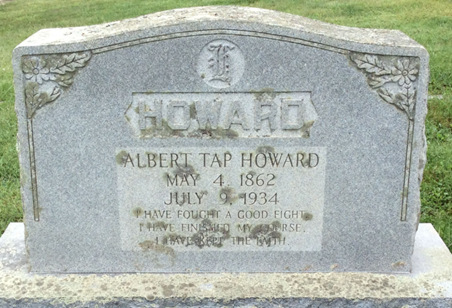 HOWARD
ALBERT TAP HOWARD
MAY 4, 1862
JULY 9, 1934
I HAVE FOUGHT A GOOD FIGHT,
I HAVE FINISHED MY COURSE,
I HAVE KEPT THE FAITH.